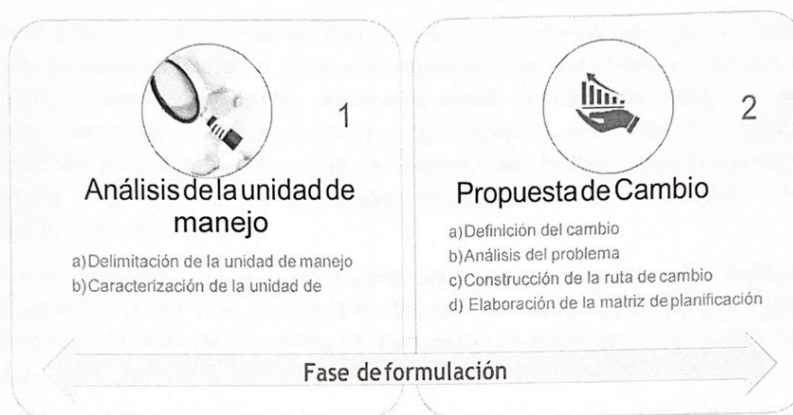 1
Análisis de la unidad de
manejo
a)Delimitación de la unidad de manejo
b)Caracterización de la unidad de
2
Propuesta de Cambio
a)Definición del cambio
b)Análisis del problema
c)Construcción de la ruta de cambio
d) Elaboración de la matriz de planificación
Fase de formulación